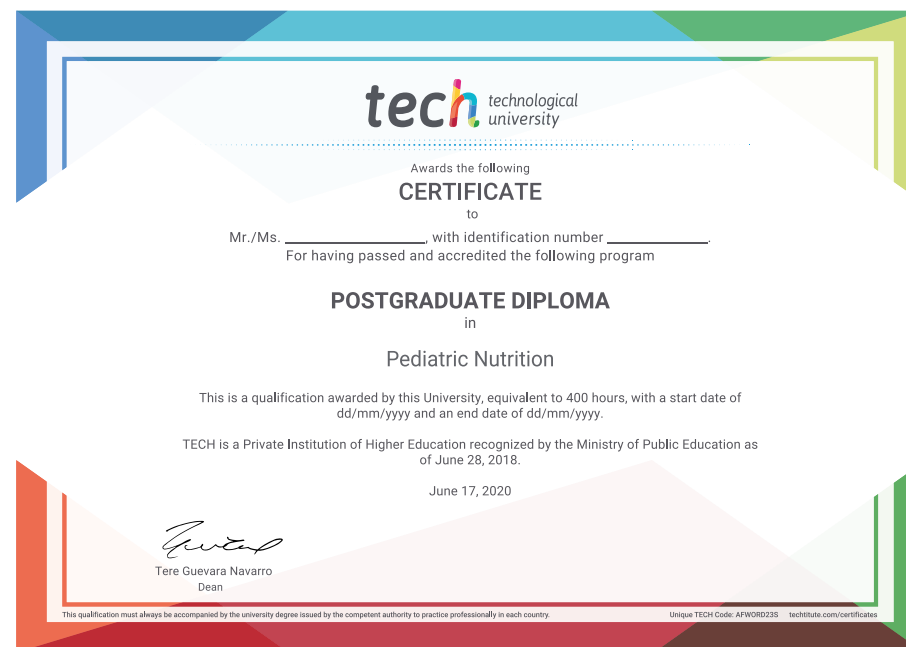 tech technological
university
Awards the following
CERTIFICATE
to
Mr./Ms. ____________________, with identification number ______________.
For having passed and accredited the following program
POSTGRADUATE DIPLOMA
in
Pediatric Nutrition
This is a qualification awarded by this University, equivalent to 400 hours, with a start date of
dd/mm/yyyy and an end date of dd/mm/yyyy.
TECH is a Private Institution of Higher Education recognized by the Ministry of Public Education as
of June 28, 2018.
June 17, 2020
Tere Guevara Navarro
Dean
This qualification must always be accompanied by the university degree issued by the competent authority to practice professionally in each country.
Unique TECH Code: AFWORD23S techtitute.com/certificates